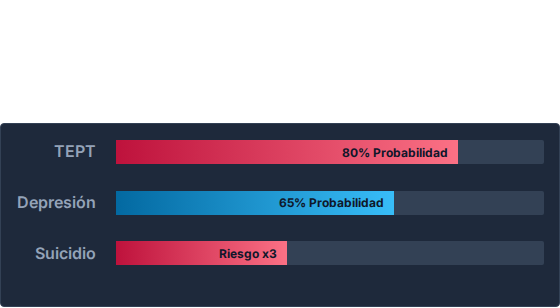 TEPT
80% Probabilidad
Depresión
65% Probabilidad
Suicidio
Riesgo x3